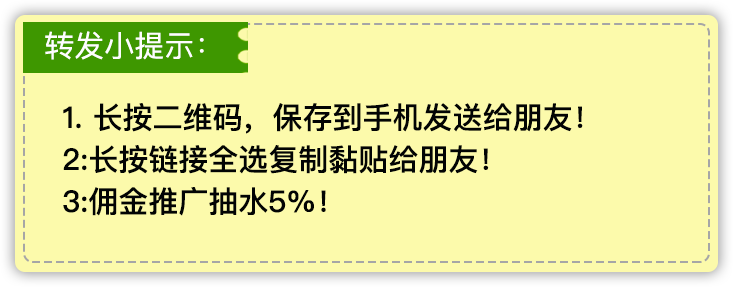 转发小提示：
1. 长按二维码，保存到手机发送给朋友！
2:长按链接全选复制黏贴给朋友！
3:佣金推广抽水5%！